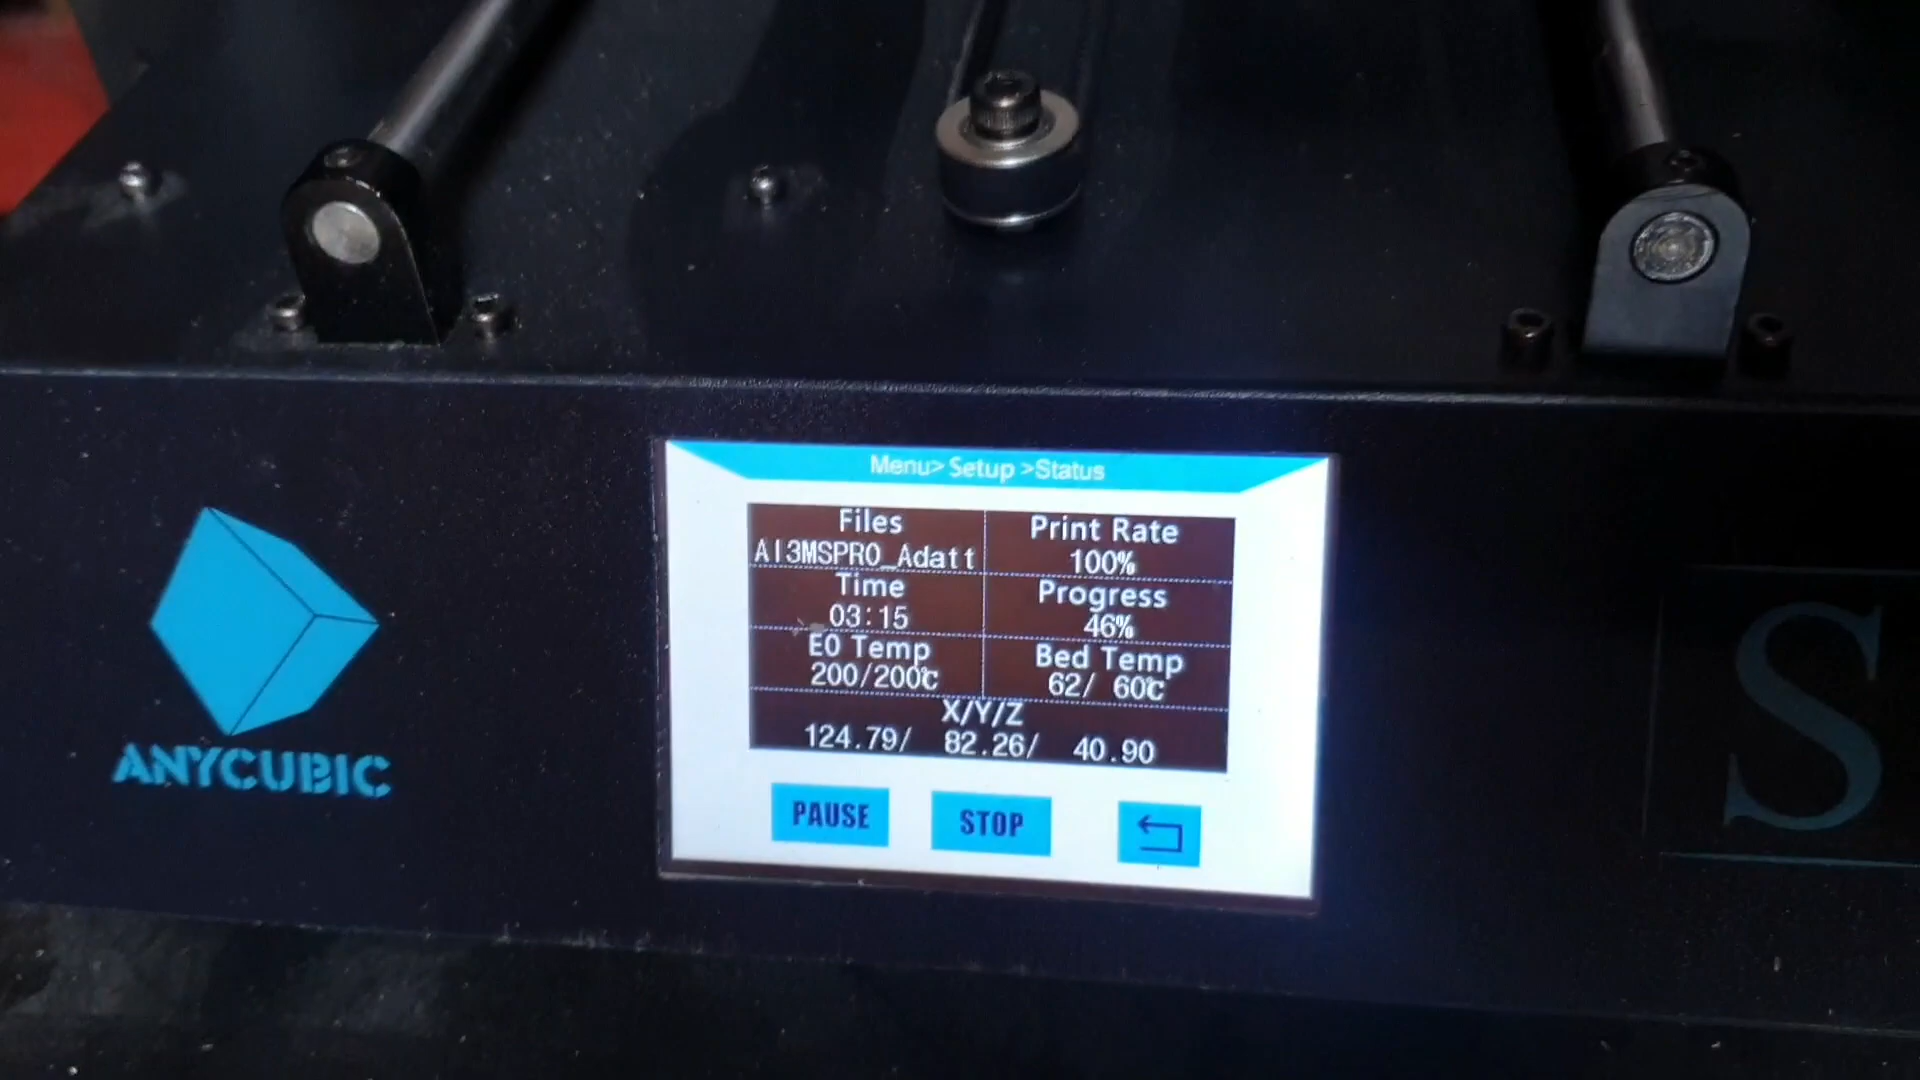 Menu> Setup >Status
Files
AI3MSPRO_Adatt
Print Rate
100%
Time
03:15
Progress
46%
E0 Temp
200/200℃
Bed Temp
62/ 60℃
X/Y/Z
124.79/ 82.26/ 40.90
PAUSE
STOP
ANYCUBIC
S